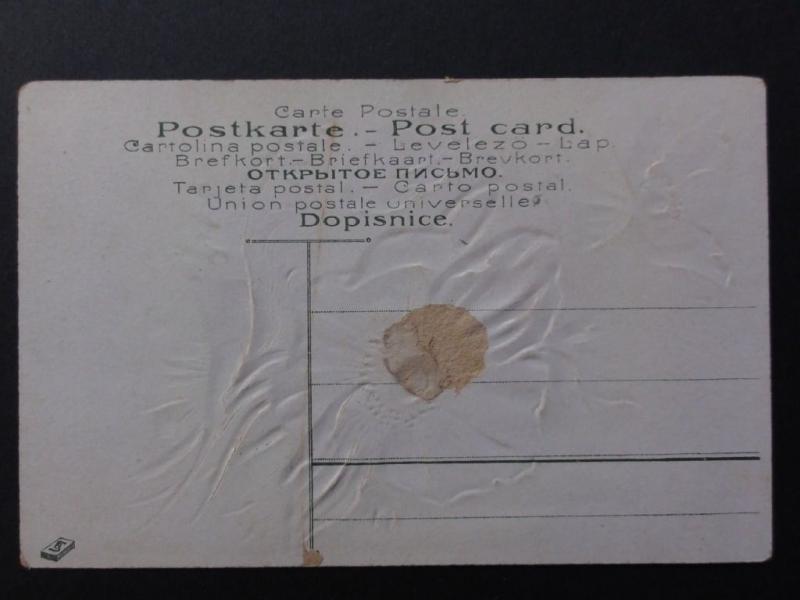 Carte Postale.
Postkarte. – Post card.
Cartolina postale. – Levelezö – Lap.
Brefkort. – Briefkaart. – Brevkort.
ОТКРЫТОЕ ПИСЬМО.
Tarjeta postal. – Carto postal.
Union postale universelle.
Dopisnice.